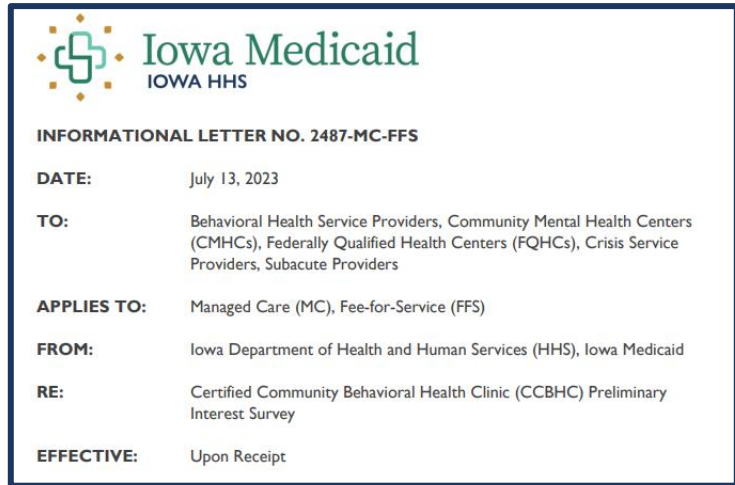 Iowa Medicaid
IOWA HHS
INFORMATIONAL LETTER NO. 2487-MC-FFS
DATE: July 13, 2023
TO: Behavioral Health Service Providers, Community Mental Health Centers
(CMHCs), Federally Qualified Health Centers (FQHCs), Crisis Service
Providers, Subacute Providers
APPLIES TO: Managed Care (MC), Fee-for-Service (FFS)
FROM: Iowa Department of Health and Human Services (HHS), Iowa Medicaid
RE: Certified Community Behavioral Health Clinic (CCBHC) Preliminary
Interest Survey
EFFECTIVE: Upon Receipt